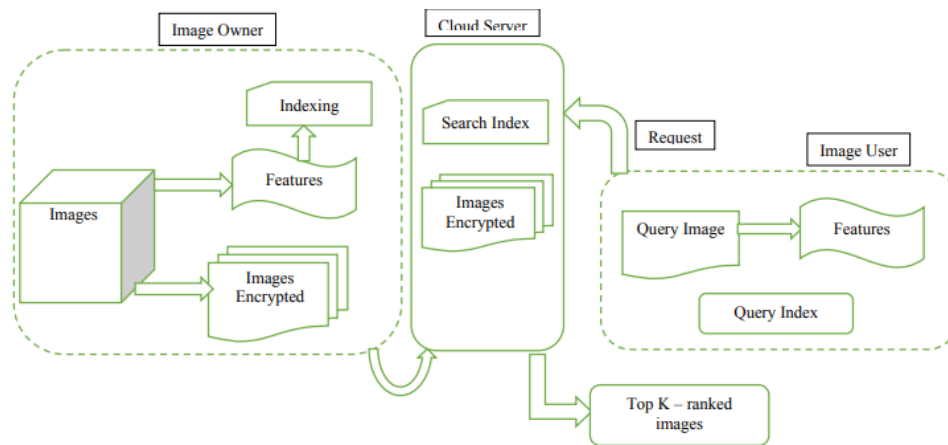 Image Owner
Indexing
Features
Images
Images
Encrypted
Cloud Server
Search Index
Images
Encrypted
Request
Image User
Query Image
Features
Query Index
Top K – ranked
images